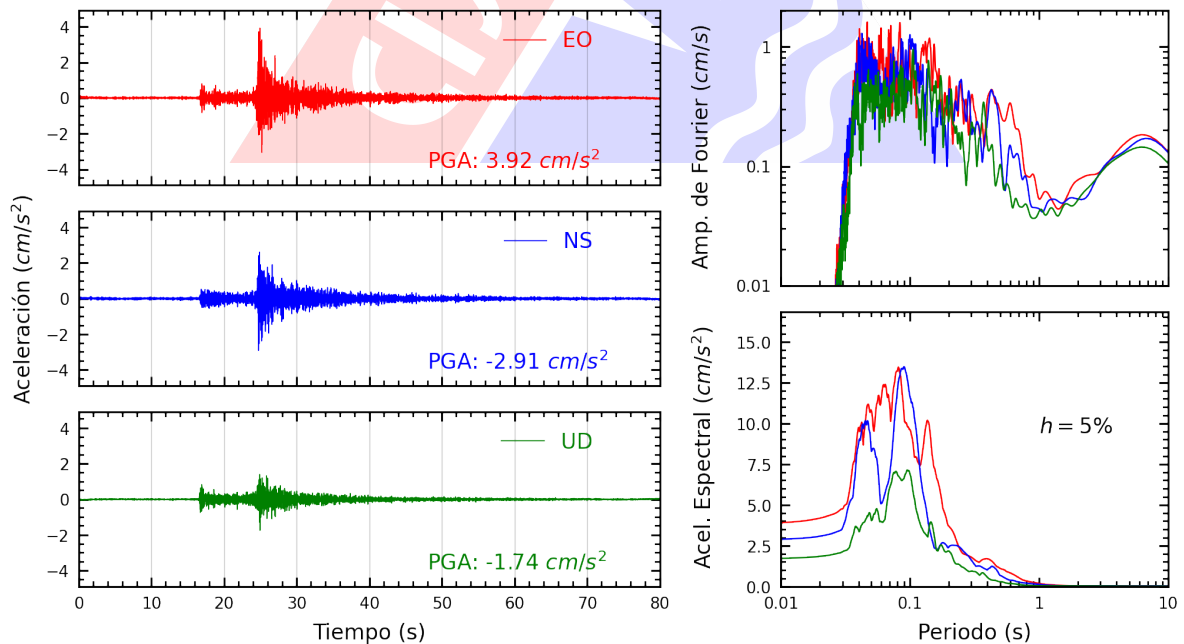 Aceleración (cm/s²)
4
2
0
−2
−4
EO
PGA: 3.92 cm/s²
4
2
0
−2
−4
NS
PGA: -2.91 cm/s²
4
2
0
−2
−4
UD
PGA: -1.74 cm/s²
0 10 20 30 40 50 60 70 80
Tiempo (s)
Amp. de Fourier (cm/s)
1
0.1
0.01
Acel. Espectral (cm/s²)
15.0
12.5
10.0
7.5
5.0
2.5
0.0
h = 5%
0.01 0.1 1 10
Periodo (s)